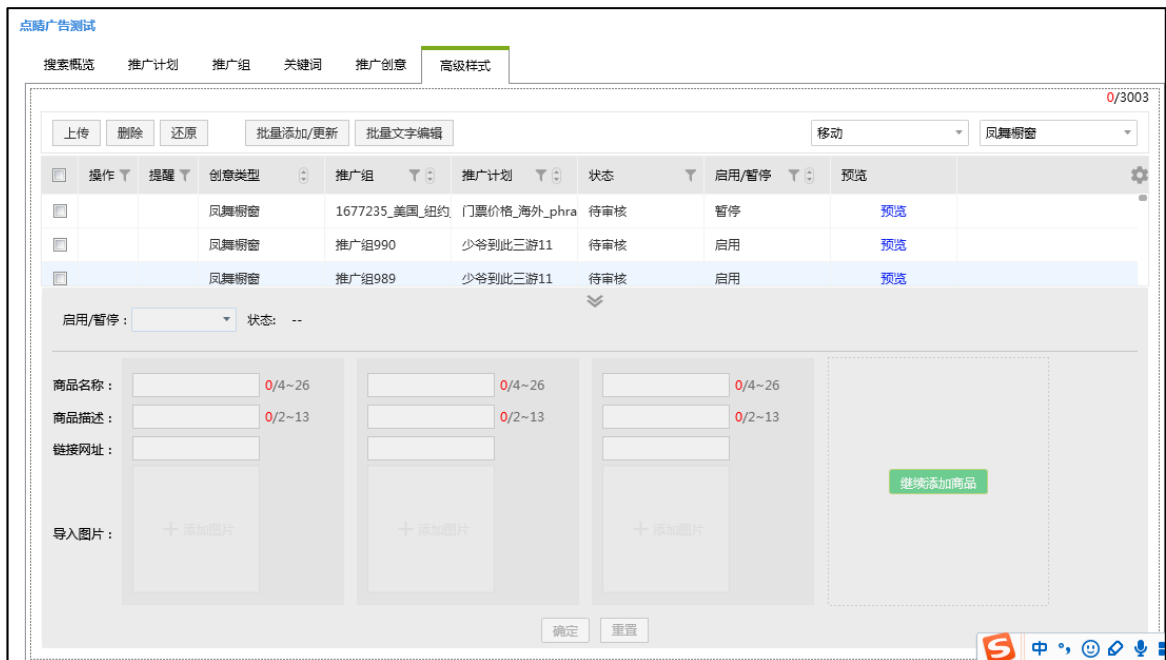 点睛广告测试
搜索概览 推广计划 推广组 关键词 推广创意 高级样式
0/3003
上传 删除 还原 批量添加/更新 批量文字编辑 移动 凤舞橱窗
操作 提醒 创意类型 推广组 推广计划 状态 启用/暂停 预览
凤舞橱窗 1677235_美国_纽约_ 门票价格_海外_phra 待审核 暂停 预览
凤舞橱窗 推广组990 少爷到此三游11 待审核 启用 预览
凤舞橱窗 推广组989 少爷到此三游11 待审核 启用 预览
启用/暂停： 状态: --
商品名称： 0/4~26 0/4~26 0/4~26
商品描述： 0/2~13 0/2~13 0/2~13
链接网址：
继续添加商品
导入图片： +添加图片 +添加图片 +添加图片
确定 重置
S 中